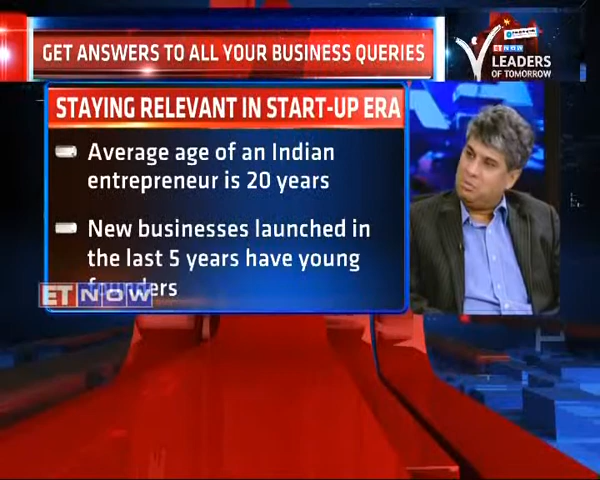 GET ANSWERS TO ALL YOUR BUSINESS QUERIES
ET NOW
LEADERS
OF TOMORROW
STAYING RELEVANT IN START-UP ERA
Average age of an Indian
entrepreneur is 20 years
New businesses launched in
the last 5 years have young
founders
ET NOW